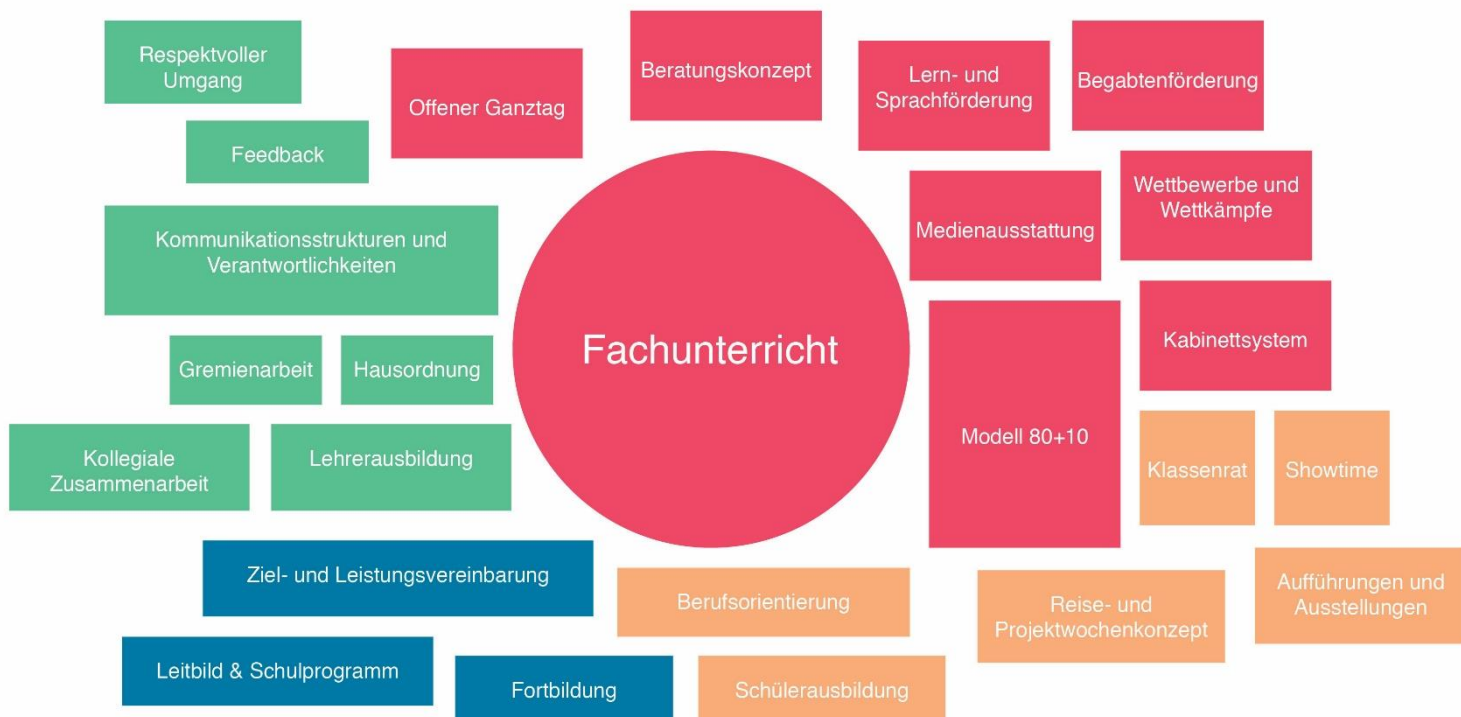 Respektvoller
Umgang
Offener Ganztag
Beratungskonzept
Lern- und
Sprachförderung
Begabtenförderung
Feedback
Wettbewerbe und
Wettkämpfe
Medienausstattung
Kommunikationsstrukturen und
Verantwortlichkeiten
Fachunterricht
Kabinettsystem
Gremienarbeit
Hausordnung
Modell 80+10
Kollegiale
Zusammenarbeit
Lehrerausbildung
Klassenrat
Showtime
Ziel- und Leistungsvereinbarung
Berufsorientierung
Reise- und
Projektwochenkonzept
Aufführungen und
Ausstellungen
Leitbild & Schulprogramm
Fortbildung
Schülerausbildung